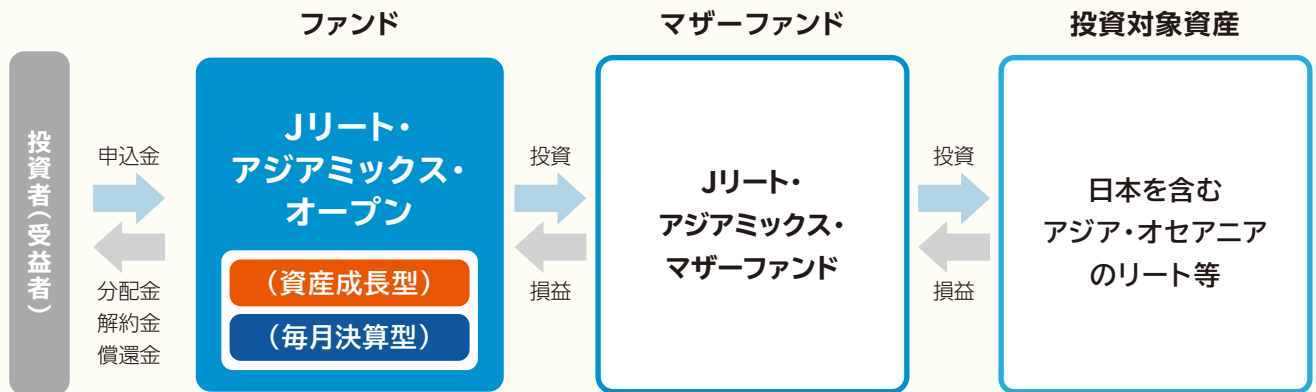 ファンド
マザーファンド
投資対象資産
投資者(受益者)
申込金
分配金
解約金
償還金
Jリート・
アジアミックス・
オープン
(資産成長型)
(毎月決算型)
投資
損益
Jリート・
アジアミックス・
マザーファンド
投資
損益
日本を含む
アジア・オセアニア
のリート等